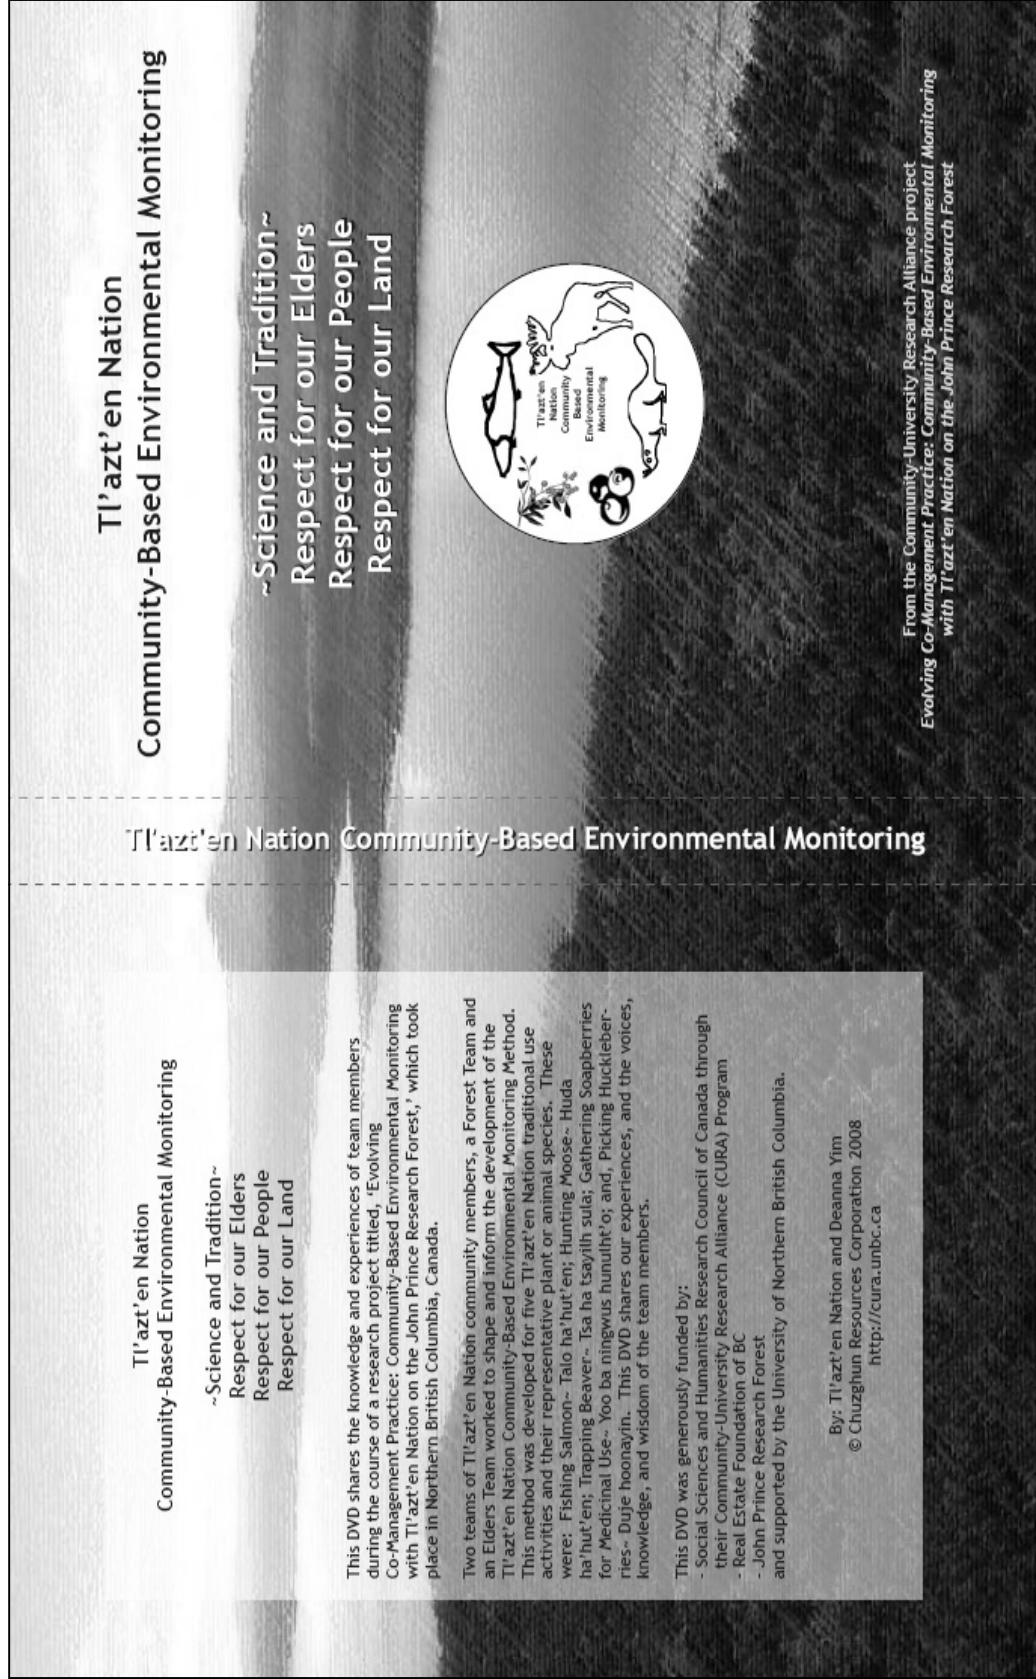 Tl'azt'en Nation
Community-Based Environmental Monitoring
~Science and Tradition~
Respect for our Elders
Respect for our People
Respect for our Land
This DVD shares the knowledge and experiences of team members
during the course of a research project titled, 'Evolving
Co-Management Practice: Community-Based Environmental Monitoring
with Tl'azt'en Nation on the John Prince Research Forest,' which took
place in Northern British Columbia, Canada.
Two teams of Tl'azt'en Nation community members, a Forest Team and
an Elders Team worked to shape and inform the development of the
Tl'azt'en Nation Community-Based Environmental Monitoring Method.
This method was developed for five Tl'azt'en Nation traditional use
activities and their representative plant or animal species.  These
were:  Fishing Salmon~ Talo ha'hut'en; Hunting Moose~ Huda
ha'hut'en; Trapping Beaver~ Tsa ha tsayilh sula; Gathering Soapberries
for Medicinal Use~ Yoo ba ningwus hunulht'o; and, Picking Huckleber-
ries~ Duje hoonayin.  This DVD shares our experiences, and the voices,
knowledge, and wisdom of the team members.
This DVD was generously funded by:
- Social Sciences and Humanities Research Council of Canada through
their Community-University Research Alliance (CURA) Program
- Real Estate Foundation of BC
- John Prince Research Forest
and supported by the University of Northern British Columbia.
By: Tl'azt'en Nation and Deanna Yim
© Chuzghun Resources Corporation 2008
http://cura.unbc.ca
Tl'azt'en Nation Community-Based Environmental Monitoring
Tl'azt'en Nation
Community-Based Environmental Monitoring
~Science and Tradition~
Respect for our Elders
Respect for our People
Respect for our Land
Tl'azt'en
Nation
Community
Based
Environmental
Monitoring
From the Community-University Research Alliance project
Evolving Co-Management Practice: Community-Based Environmental Monitoring
with Tl'azt'en Nation on the John Prince Research Forest